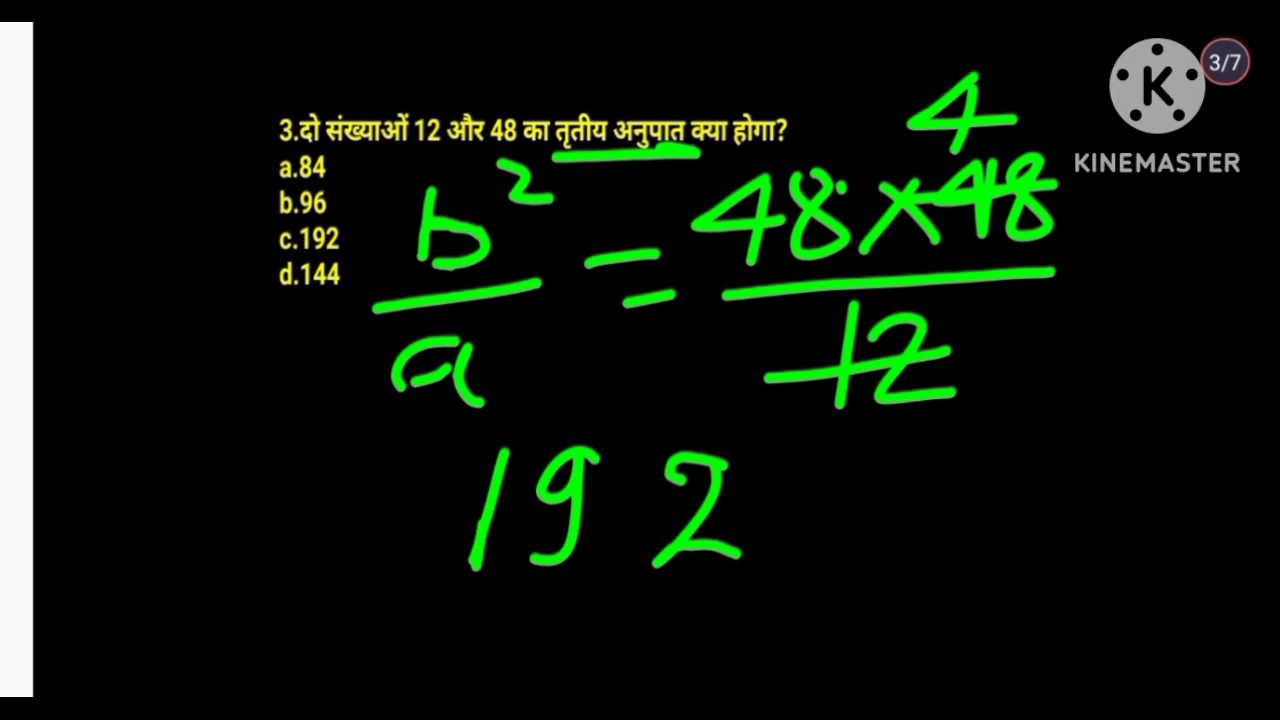 3/7
KINEMASTER
3.दो संख्याओं 12 और 48 का तृतीय अनुपात क्या होगा?
a.84
b.96
c.192
d.144
b² / a = 48 × 48 / 12
4
192